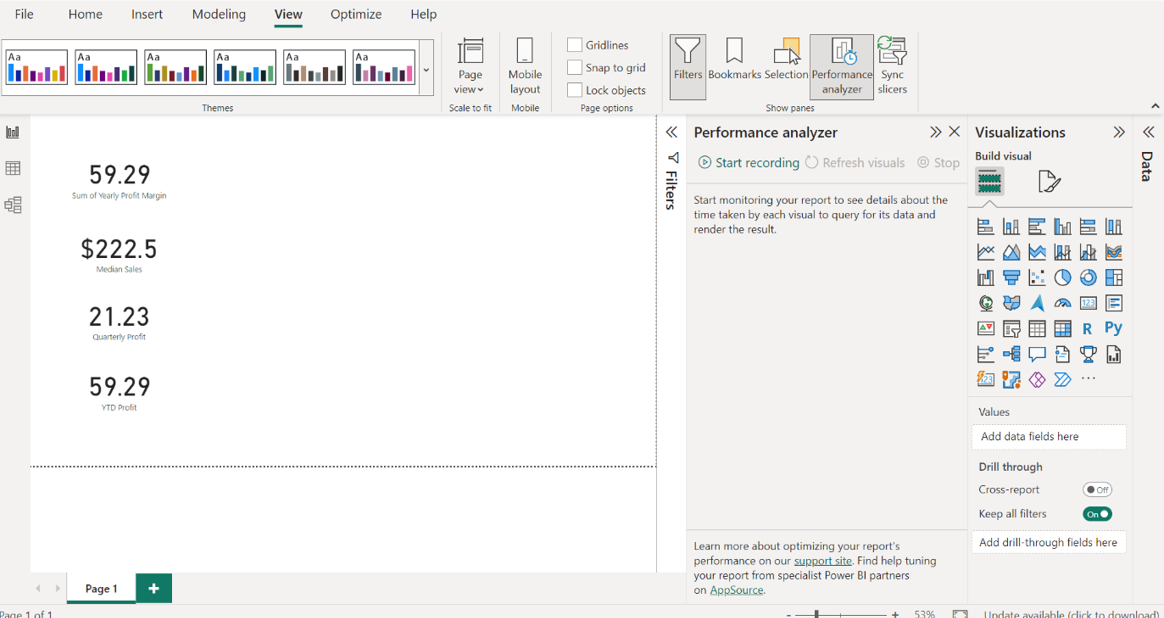 File Home Insert Modeling View Optimize Help
Aa Aa Aa Aa Aa Aa
Themes
Page
view
Scale to fit
Mobile
layout
Mobile
Gridlines
Snap to grid
Lock objects
Page options
Filters
Bookmarks
Selection
Performance
analyzer
Sync
slicers
Show panes
59.29
Sum of Yearly Profit Margin
$222.5
Median Sales
21.23
Quarterly Profit
59.29
YTD Profit
Filters
Performance analyzer
Start recording Refresh visuals Stop
Start monitoring your report to see details about the
time taken by each visual to query for its data and
render the result.
Learn more about optimizing your report's
performance on our support site. Find help tuning
your report from specialist Power BI partners
on AppSource.
Visualizations
Build visual
123
R Py
123
...
Values
Add data fields here
Drill through
Cross-report Off
Keep all filters On
Add drill-through fields here
Data
Page 1 +
Page 1 of 1
- + 53%
Update available (click to download)